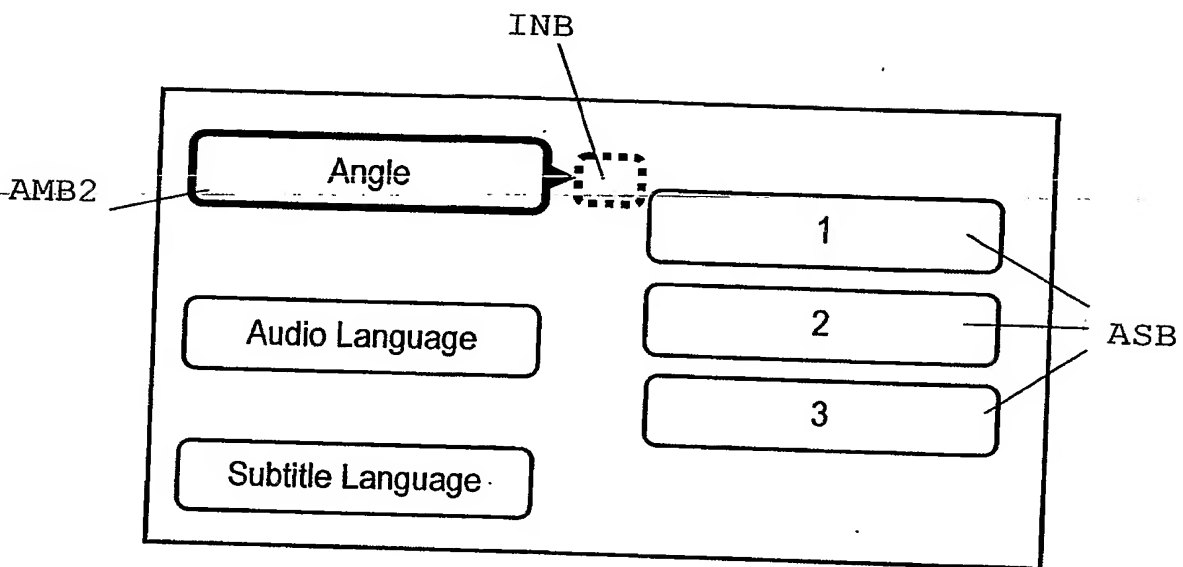 INB
Angle
AMB2
1
Audio Language
2
ASB
3
Subtitle Language